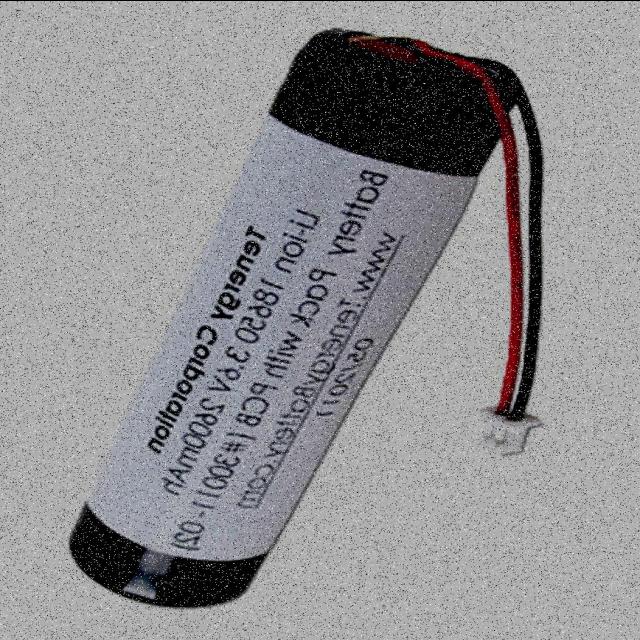 Tenergy Corporation
Li-ion 18650 3.6V 2600mAh
Battery Pack with PCB (#30011-02)
www.TenergyBattery.com
05/2011